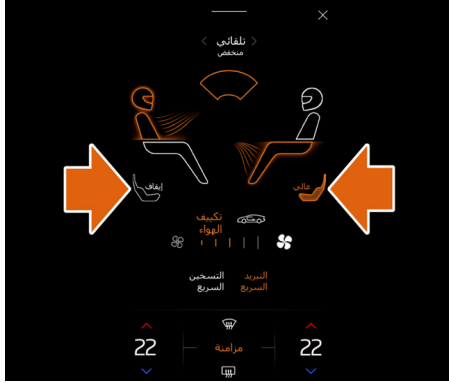 تلقائي
منخفض
إيقاف
عالي
تكييف
الهواء
التبريد
السريع
التسخين
السريع
22
مزامنة
22